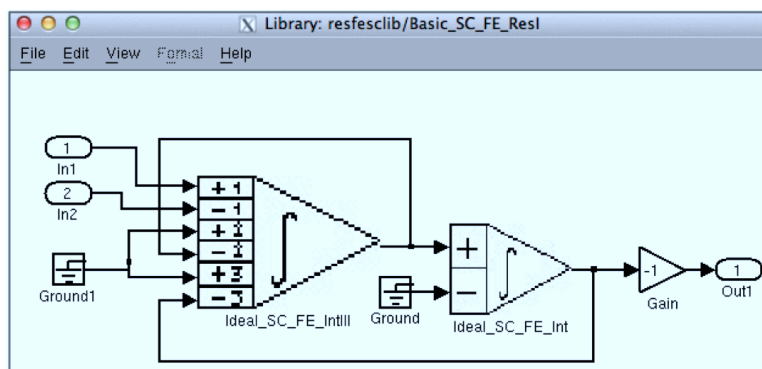 Library: resfesclib/Basic_SC_FE_ResI
File Edit View Format Help
1
In1
2
In2
+ 1
- 1
+ 2
- 2
+ 3
- 3
Ground1
Ideal_SC_FE_IntIII
+
-
Ground
Ideal_SC_FE_Int
-1
Gain
1
Out1